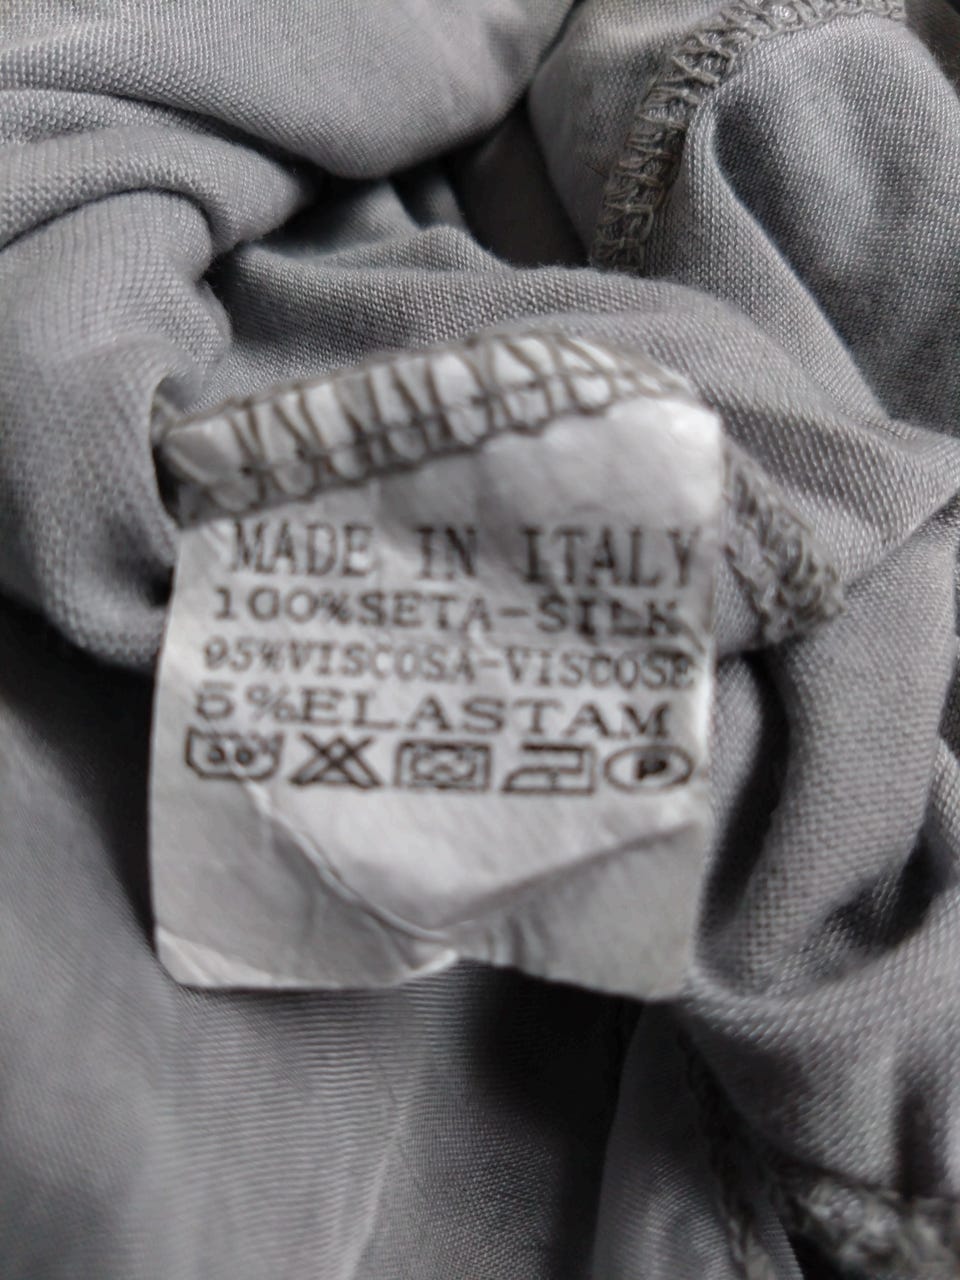 MADE IN ITALY
100%SETA-SILK
95%VISCOSA-VISCOSE
5%ELASTAM
P